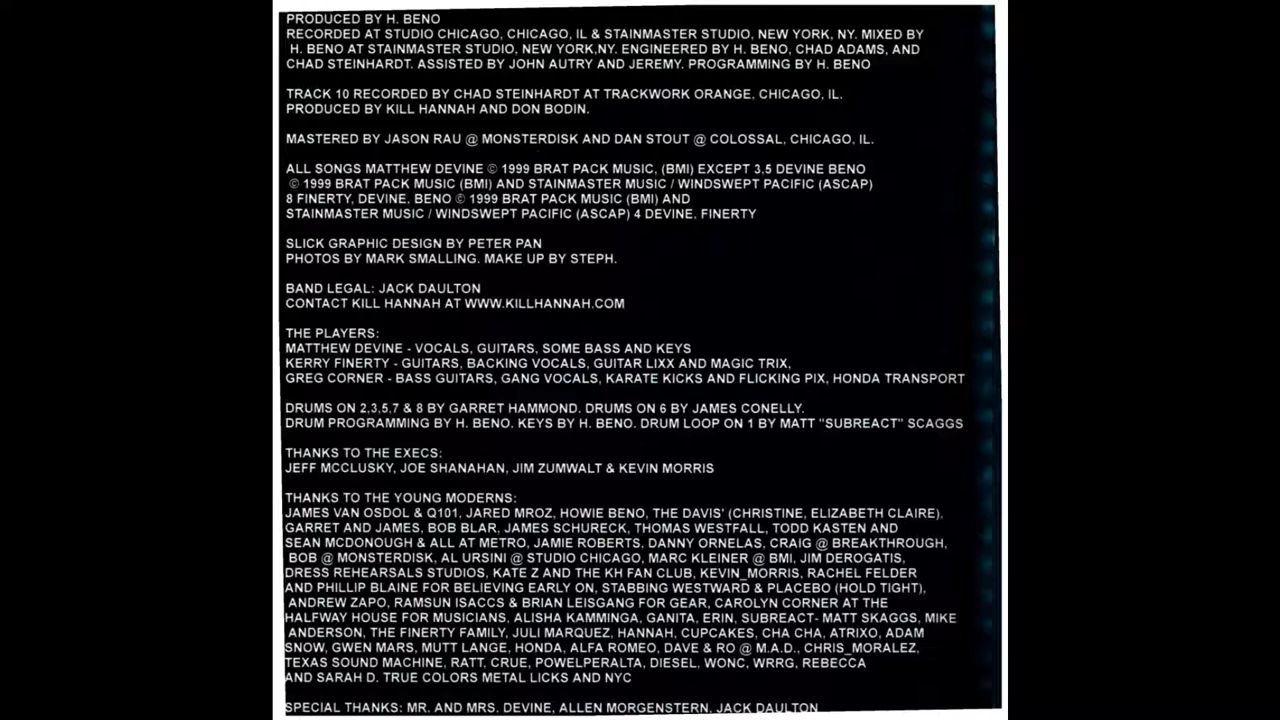 PRODUCED BY H. BENO
RECORDED AT STUDIO CHICAGO, CHICAGO, IL & STAINMASTER STUDIO, NEW YORK, NY. MIXED BY
H. BENO AT STAINMASTER STUDIO, NEW YORK,NY. ENGINEERED BY H. BENO, CHAD ADAMS, AND
CHAD STEINHARDT. ASSISTED BY JOHN AUTRY AND JEREMY. PROGRAMMING BY H. BENO
TRACK 10 RECORDED BY CHAD STEINHARDT AT TRACKWORK ORANGE, CHICAGO, IL.
PRODUCED BY KILL HANNAH AND DON BODIN.
MASTERED BY JASON RAU @ MONSTERDISK AND DAN STOUT @ COLOSSAL, CHICAGO, IL.
ALL SONGS MATTHEW DEVINE © 1999 BRAT PACK MUSIC, (BMI) EXCEPT 3,5 DEVINE BENO
© 1999 BRAT PACK MUSIC (BMI) AND STAINMASTER MUSIC / WINDSWEPT PACIFIC (ASCAP)
8 FINERTY, DEVINE, BENO © 1999 BRAT PACK MUSIC (BMI) AND
STAINMASTER MUSIC / WINDSWEPT PACIFIC (ASCAP) 4 DEVINE, FINERTY
SLICK GRAPHIC DESIGN BY PETER PAN
PHOTOS BY MARK SMALLING. MAKE UP BY STEPH.
BAND LEGAL: JACK DAULTON
CONTACT KILL HANNAH AT WWW.KILLHANNAH.COM
THE PLAYERS:
MATTHEW DEVINE - VOCALS, GUITARS, SOME BASS AND KEYS
KERRY FINERTY - GUITARS, BACKING VOCALS, GUITAR LIXX AND MAGIC TRIX,
GREG CORNER - BASS GUITARS, GANG VOCALS, KARATE KICKS AND FLICKING PIX, HONDA TRANSPORT
DRUMS ON 2,3,5,7 & 8 BY GARRET HAMMOND. DRUMS ON 6 BY JAMES CONELLY.
DRUM PROGRAMMING BY H. BENO. KEYS BY H. BENO. DRUM LOOP ON 1 BY MATT "SUBREACT" SCAGGS
THANKS TO THE EXECS:
JEFF MCCLUSKY, JOE SHANAHAN, JIM ZUMWALT & KEVIN MORRIS
THANKS TO THE YOUNG MODERNS:
JAMES VAN OSDOL & Q101, JARED MROZ, HOWIE BENO, THE DAVIS' (CHRISTINE, ELIZABETH CLAIRE),
GARRET AND JAMES, BOB BLAR, JAMES SCHURECK, THOMAS WESTFALL, TODD KASTEN AND
SEAN MCDONOUGH & ALL AT METRO, JAMIE ROBERTS, DANNY ORNELAS, CRAIG @ BREAKTHROUGH,
BOB @ MONSTERDISK, AL URSINI @ STUDIO CHICAGO, MARC KLEINER @ BMI, JIM DEROGATIS,
DRESS REHEARSALS STUDIOS, KATE Z AND THE KH FAN CLUB, KEVIN_MORRIS, RACHEL FELDER
AND PHILLIP BLAINE FOR BELIEVING EARLY ON, STABBING WESTWARD & PLACEBO (HOLD TIGHT),
ANDREW ZAPO, RAMSUN ISACCS & BRIAN LEISGANG FOR GEAR, CAROLYN CORNER AT THE
HALFWAY HOUSE FOR MUSICIANS, ALISHA KAMMINGA, GANITA, ERIN, SUBREACT- MATT SKAGGS, MIKE
ANDERSON, THE FINERTY FAMILY, JULI MARQUEZ, HANNAH, CUPCAKES, CHA CHA, ATRIXO, ADAM
SNOW, GWEN MARS, MUTT LANGE, HONDA, ALFA ROMEO, DAVE & RO @ M.A.D., CHRIS_MORALEZ,
TEXAS SOUND MACHINE, RATT, CRUE, POWELPERALTA, DIESEL, WONC, WRRG, REBECCA
AND SARAH D. TRUE COLORS METAL LICKS AND NYC
SPECIAL THANKS: MR. AND MRS. DEVINE, ALLEN MORGENSTERN, JACK DAULTON